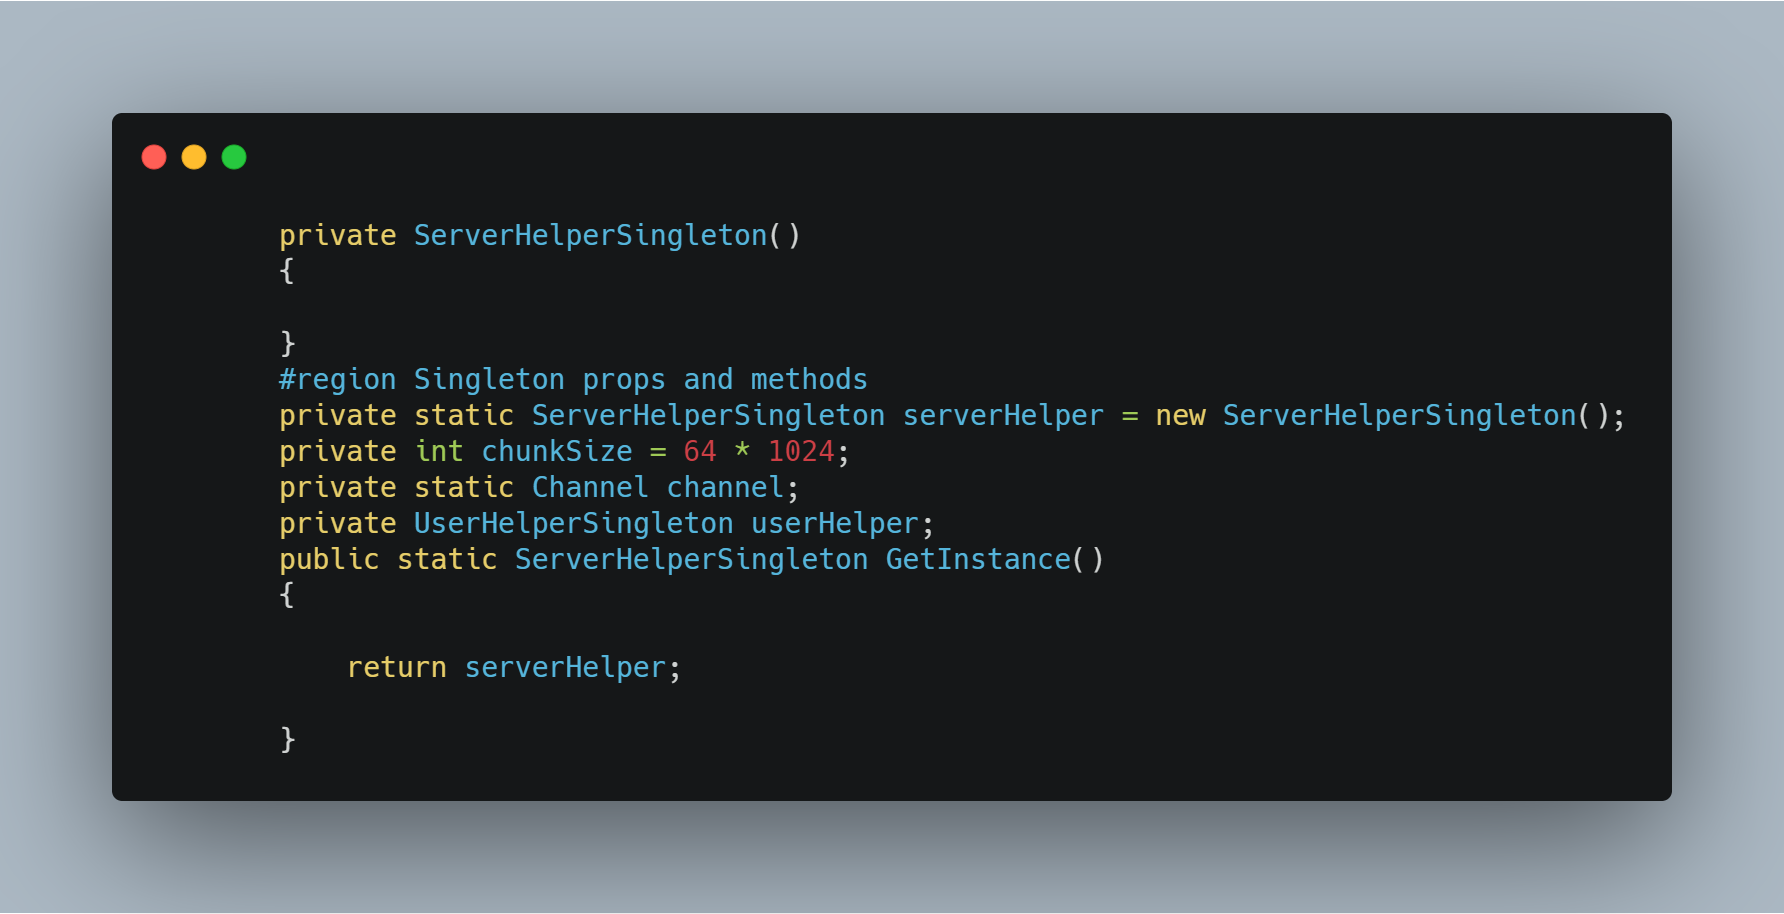 private ServerHelperSingleton()
{
}
#region Singleton props and methods
private static ServerHelperSingleton serverHelper = new ServerHelperSingleton();
private int chunkSize = 64 * 1024;
private static Channel channel;
private UserHelperSingleton userHelper;
public static ServerHelperSingleton GetInstance()
{
return serverHelper;
}